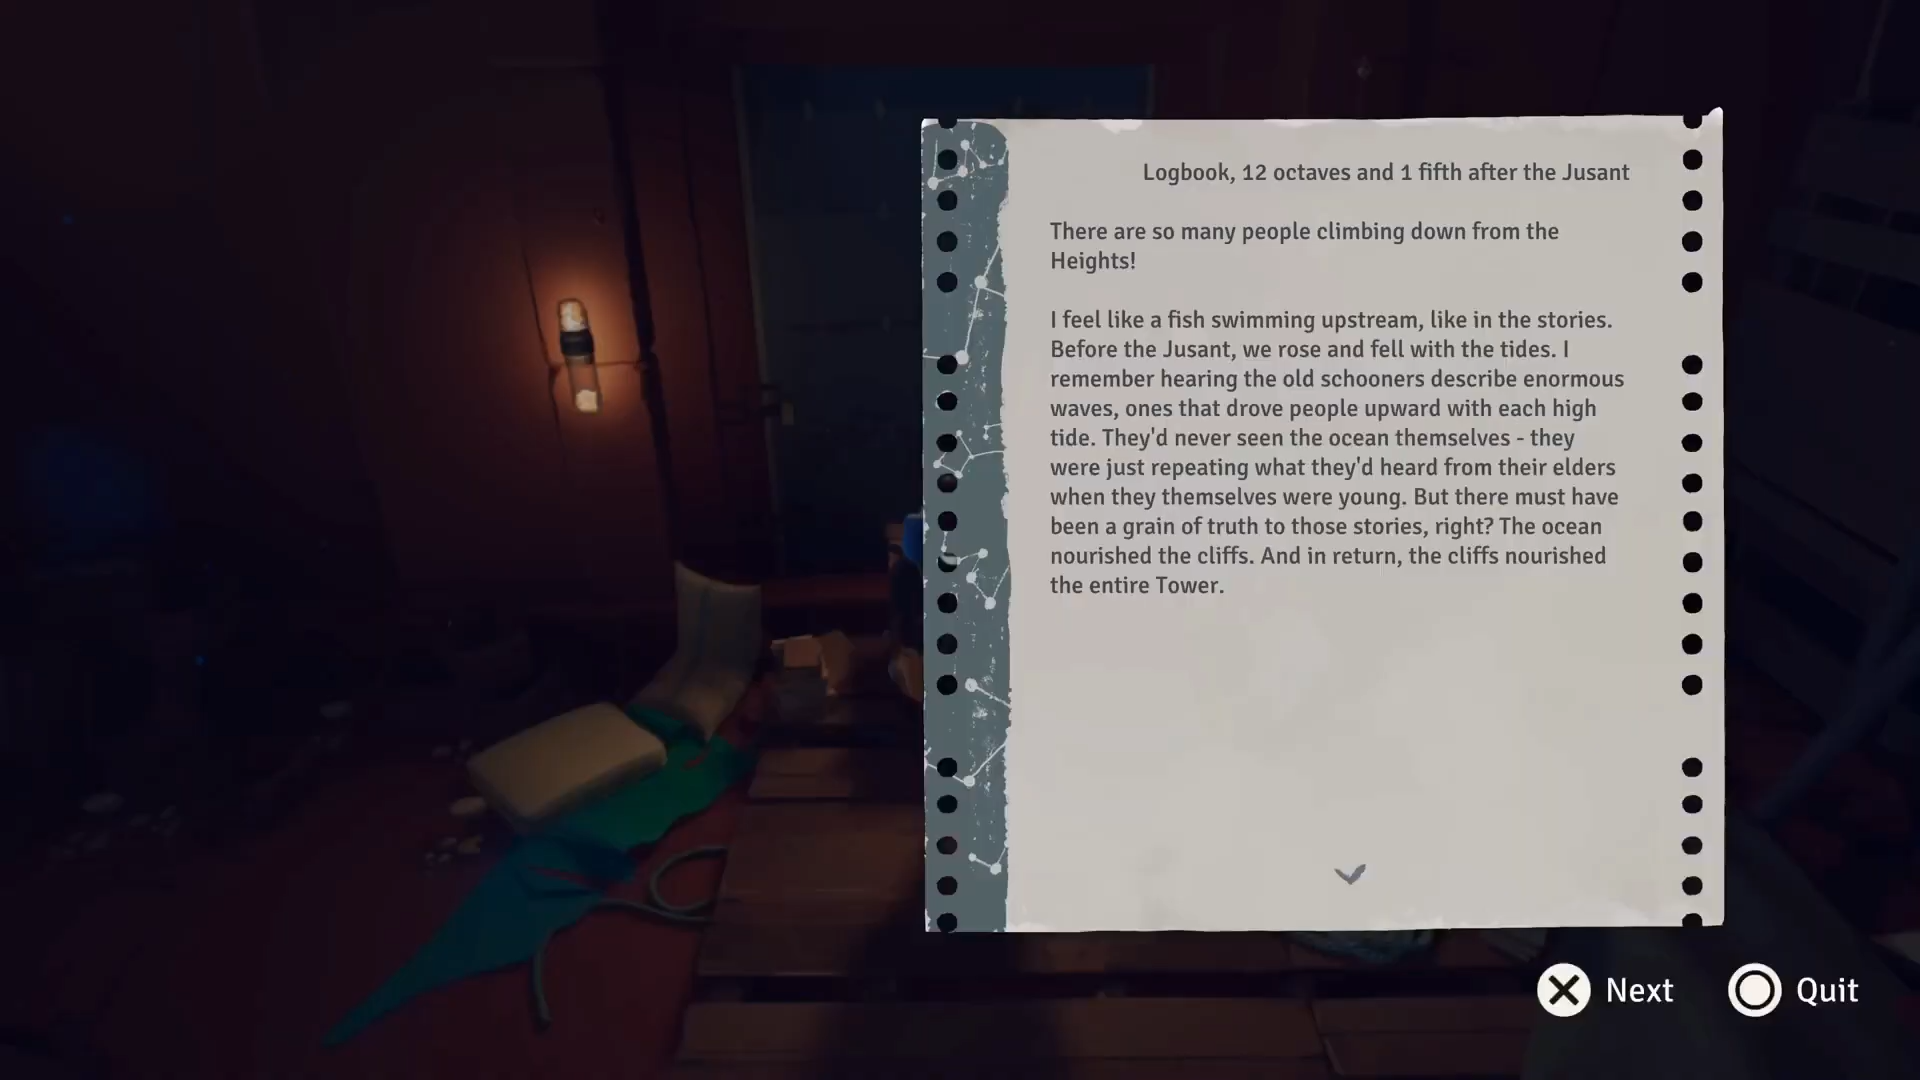 Logbook, 12 octaves and 1 fifth after the Jusant
There are so many people climbing down from the
Heights!
I feel like a fish swimming upstream, like in the stories.
Before the Jusant, we rose and fell with the tides. I
remember hearing the old schooners describe enormous
waves, ones that drove people upward with each high
tide. They'd never seen the ocean themselves - they
were just repeating what they'd heard from their elders
when they themselves were young. But there must have
been a grain of truth to those stories, right? The ocean
nourished the cliffs. And in return, the cliffs nourished
the entire Tower.
Next
Quit